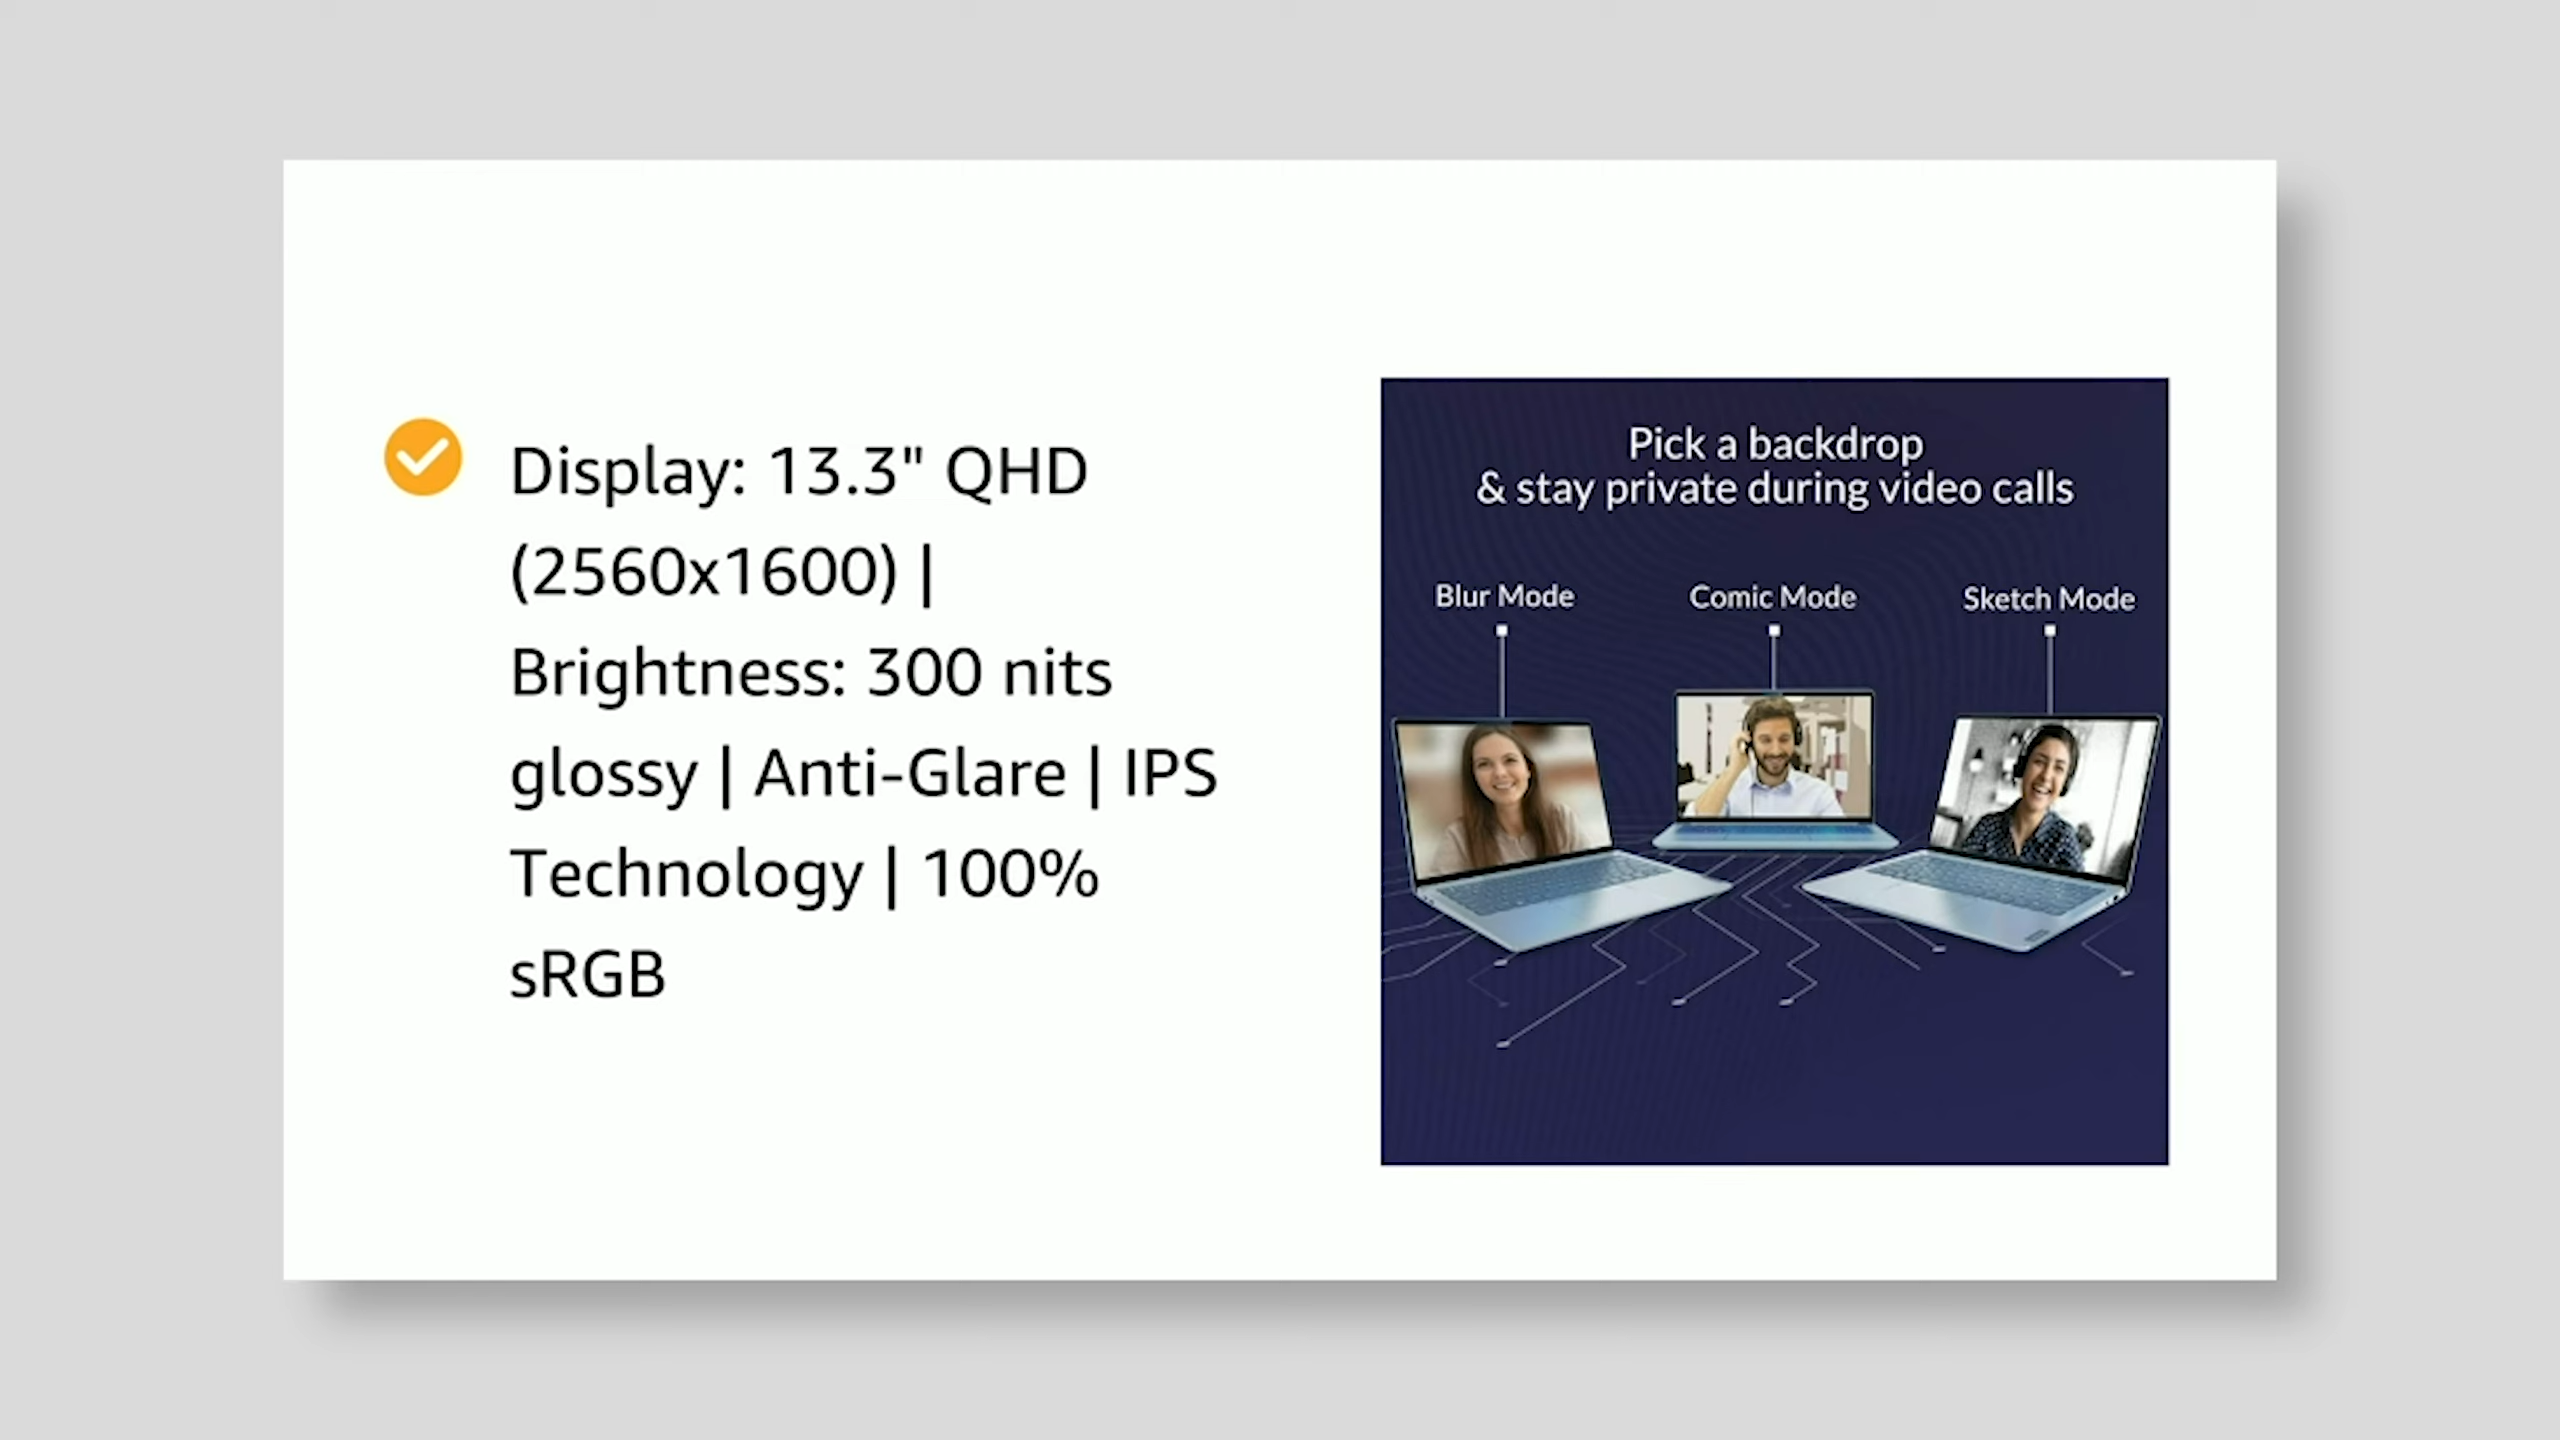 Display: 13.3" QHD
(2560x1600) |
Brightness: 300 nits
glossy | Anti-Glare | IPS
Technology | 100%
sRGB
Pick a backdrop
& stay private during video calls
Blur Mode
Comic Mode
Sketch Mode